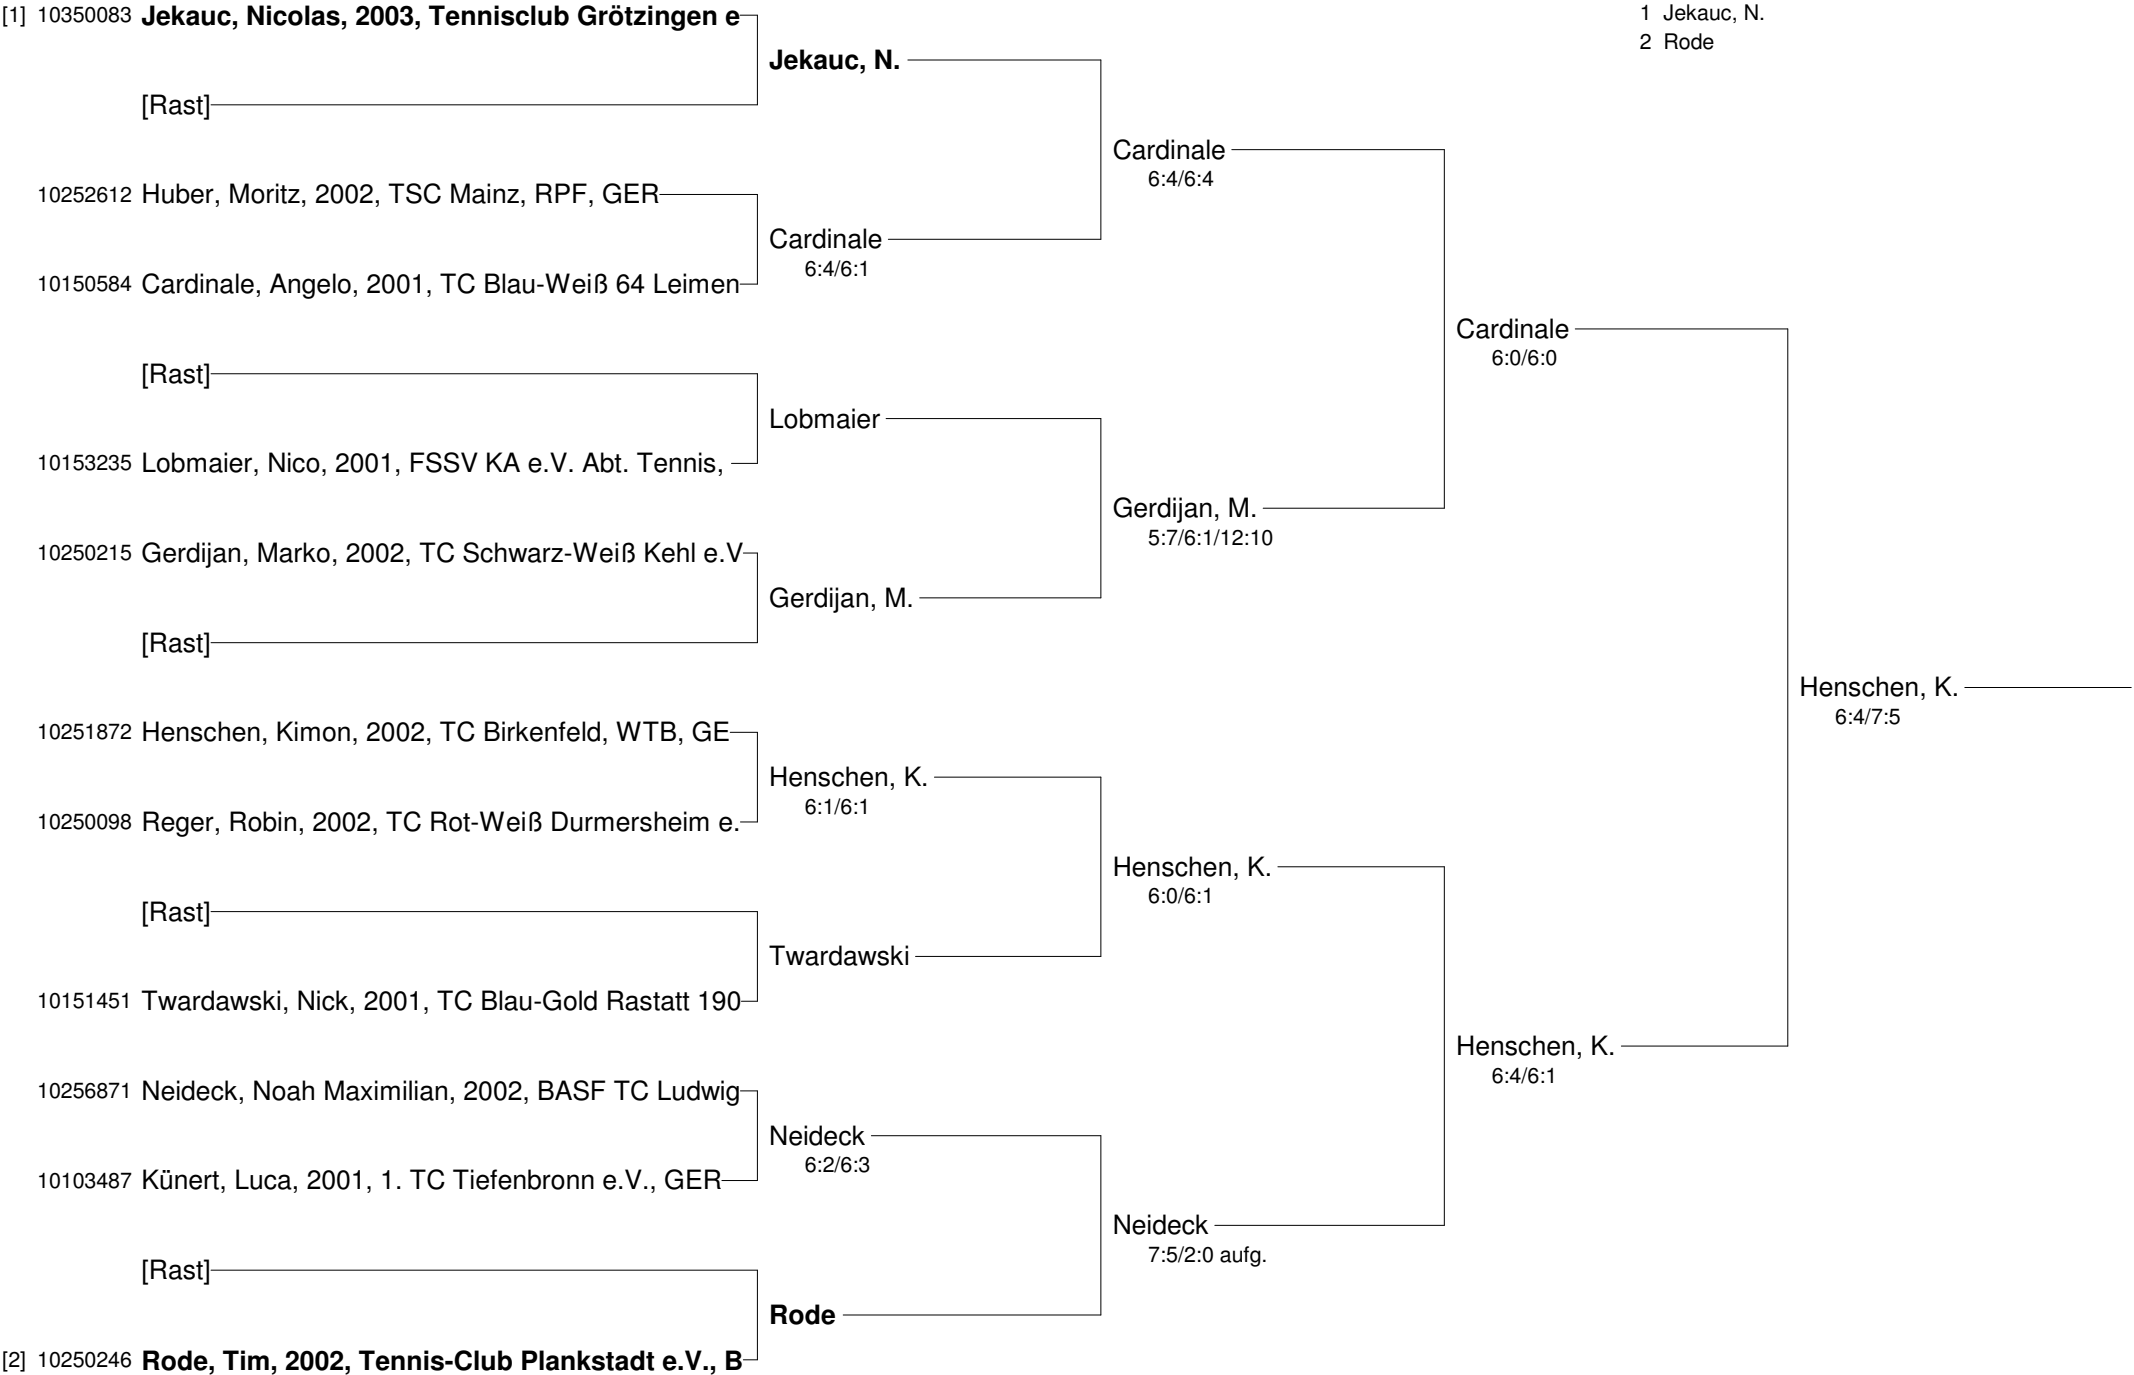 [1] 10350083 Jekauc, Nicolas, 2003, Tennisclub Grötzingen e
1 Jekauc, N.
2 Rode
Jekauc, N.
[Rast]
Cardinale
6:4/6:4
10252612 Huber, Moritz, 2002, TSC Mainz, RPF, GER
Cardinale
6:4/6:1
10150584 Cardinale, Angelo, 2001, TC Blau-Weiß 64 Leimen
Cardinale
6:0/6:0
[Rast]
Lobmaier
10153235 Lobmaier, Nico, 2001, FSSV KA e.V. Abt. Tennis,
Gerdijan, M.
5:7/6:1/12:10
10250215 Gerdijan, Marko, 2002, TC Schwarz-Weiß Kehl e.V
Gerdijan, M.
[Rast]
Henschen, K.
6:4/7:5
10251872 Henschen, Kimon, 2002, TC Birkenfeld, WTB, GE
Henschen, K.
6:1/6:1
10250098 Reger, Robin, 2002, TC Rot-Weiß Durmersheim e.
Henschen, K.
6:0/6:1
[Rast]
Twardawski
10151451 Twardawski, Nick, 2001, TC Blau-Gold Rastatt 190
Henschen, K.
6:4/6:1
10256871 Neideck, Noah Maximilian, 2002, BASF TC Ludwig
Neideck
6:2/6:3
10103487 Künert, Luca, 2001, 1. TC Tiefenbronn e.V., GER
Neideck
7:5/2:0 aufg.
[Rast]
Rode
[2] 10250246 Rode, Tim, 2002, Tennis-Club Plankstadt e.V., B